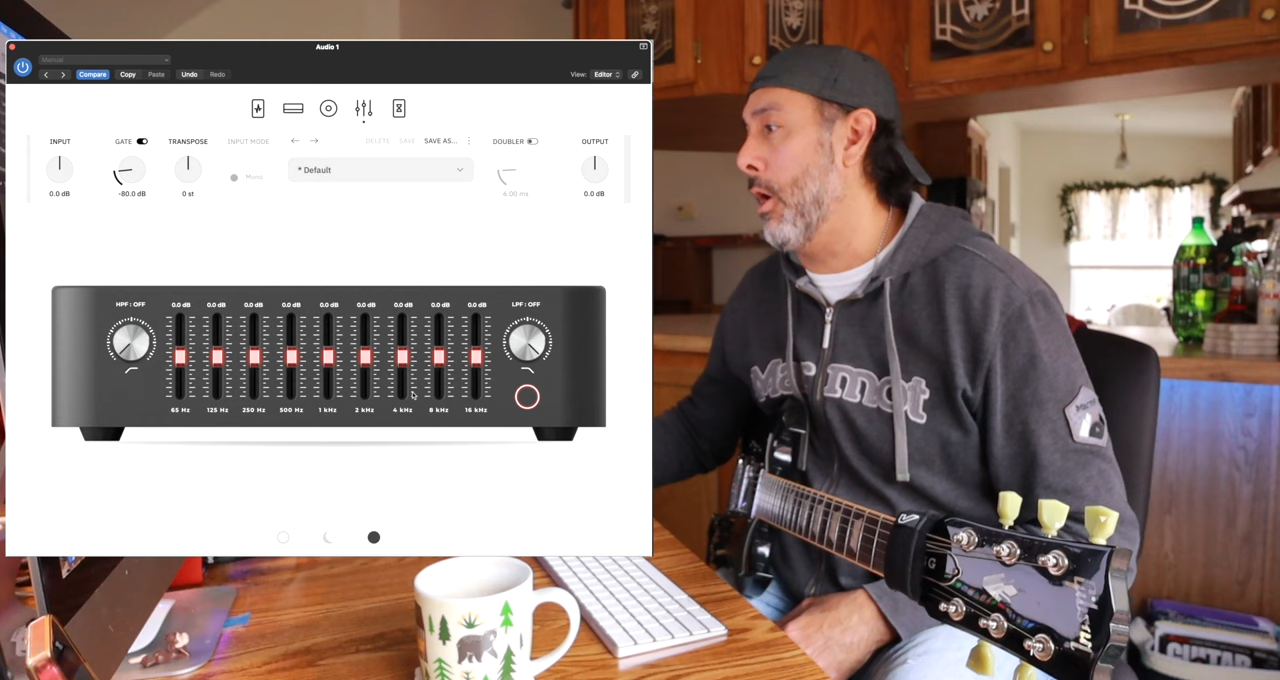 Audio 1
Manual
Compare Copy Paste Undo Redo
View: Editor
INPUT GATE TRANSPOSE INPUT MODE DELETE SAVE SAVE AS... DOUBLER OUTPUT
* Default
Mono
0.0 dB -80.0 dB 0 st 6.00 ms 0.0 dB
HPF : OFF 0.0 dB 0.0 dB 0.0 dB 0.0 dB 0.0 dB 0.0 dB 0.0 dB 0.0 dB 0.0 dB LPF : OFF
65 Hz 125 Hz 250 Hz 500 Hz 1 kHz 2 kHz 4 kHz 8 kHz 16 kHz
Marmot
G
Gibson
GUITAR